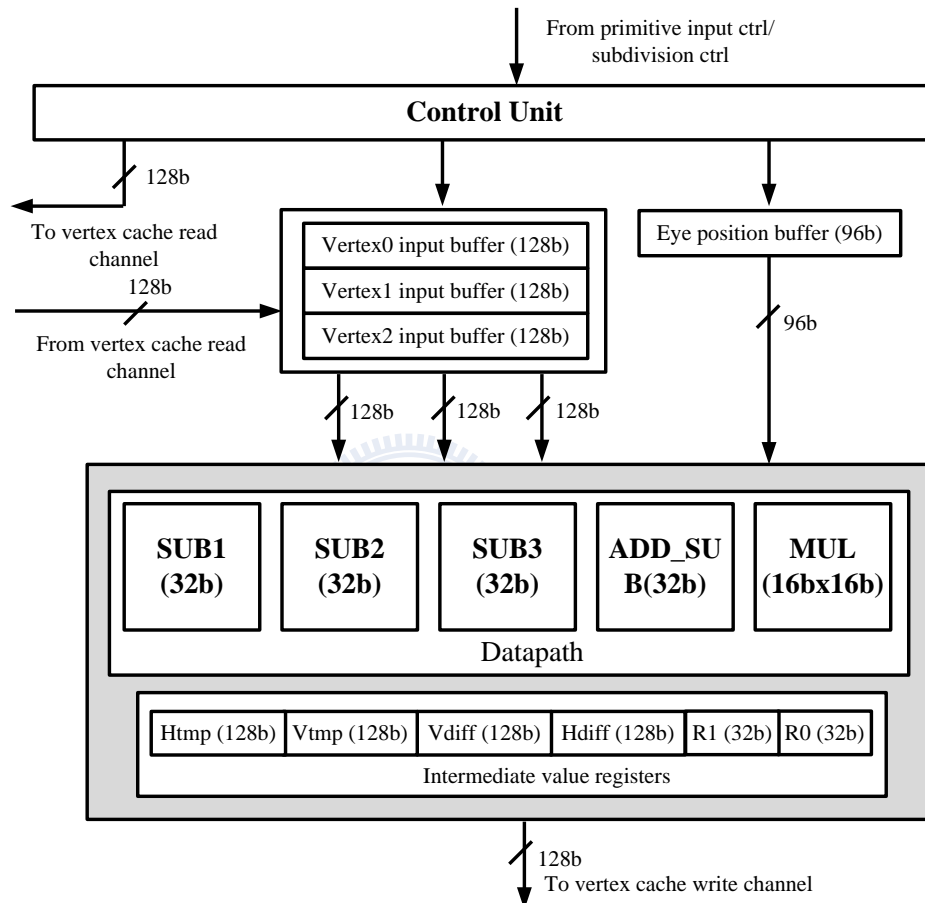 From primitive input ctrl/
subdivision ctrl
Control Unit
128b
To vertex cache read
channel
128b
From vertex cache read
channel
Vertex0 input buffer (128b)
Vertex1 input buffer (128b)
Vertex2 input buffer (128b)
Eye position buffer (96b)
96b
128b
128b
128b
SUB1
(32b)
SUB2
(32b)
SUB3
(32b)
ADD_SU
B(32b)
MUL
(16bx16b)
Datapath
Htmp (128b)
Vtmp (128b)
Vdiff (128b)
Hdiff (128b)
R1 (32b)
R0 (32b)
Intermediate value registers
128b
To vertex cache write channel